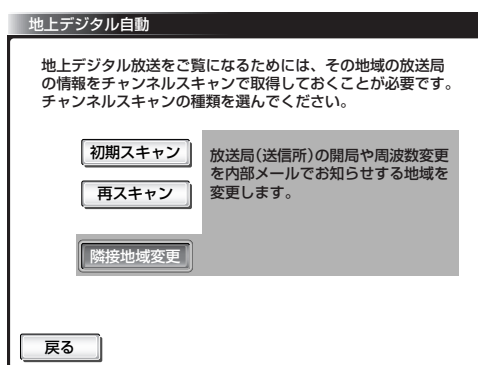 地上デジタル自動
地上デジタル放送をご覧になるためには、その地域の放送局
の情報をチャンネルスキャンで取得しておくことが必要です。
チャンネルスキャンの種類を選んでください。
初期スキャン
再スキャン
隣接地域変更
放送局(送信所)の開局や周波数変更
を内部メールでお知らせする地域を
変更します。
戻る